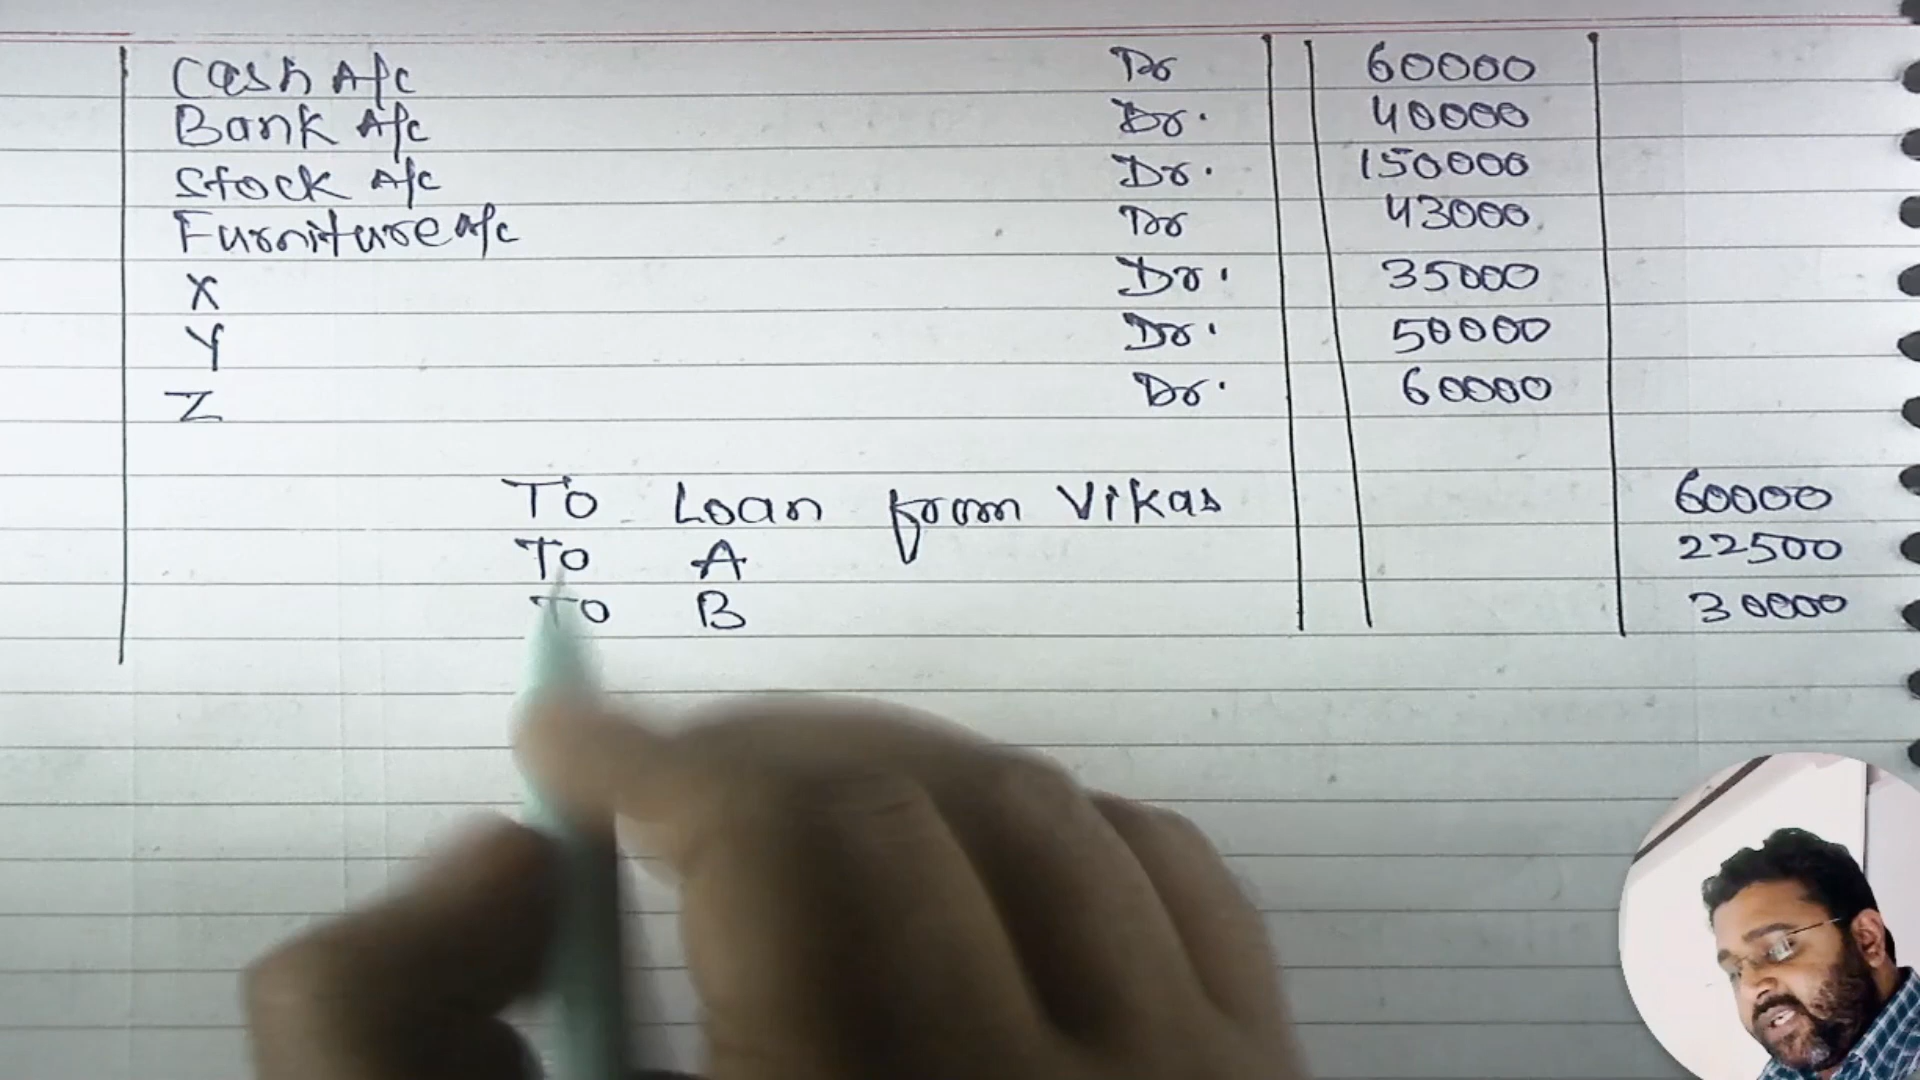 Cash A/c Dr 60000
Bank A/c Dr. 40000
Stock A/c Dr. 150000
Furniture A/c Dr 43000
X Dr. 35000
Y Dr. 50000
Z Dr. 60000
To Loan from Vikas 60000
To A 22500
To B 30000